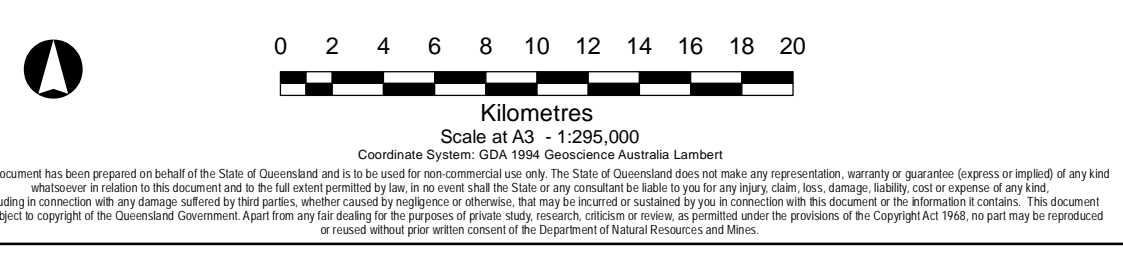 0 2 4 6 8 10 12 14 16 18 20
Kilometres
Scale at A3 - 1:295,000
Coordinate System: GDA 1994 Geoscience Australia Lambert
ocument has been prepared on behalf of the State of Queensland and is to be used for non-commercial use only. The State of Queensland does not make any representation, warranty or guarantee (express or implied) of any kind
whatsoever in relation to this document and to the full extent permitted by law, in no event shall the State or any consultant be liable to you for any injury, claim, loss, damage, liability, cost or expense of any kind,
uding in connection with any damage suffered by third parties, whether caused by negligence or otherwise, that may be incurred or sustained by you in connection with this document or the information it contains. This document
bject to copyright of the Queensland Government. Apart from any fair dealing for the purposes of private study, research, criticism or review, as permitted under the provisions of the Copyright Act 1968, no part may be reproduced
or reused without prior written consent of the Department of Natural Resources and Mines.